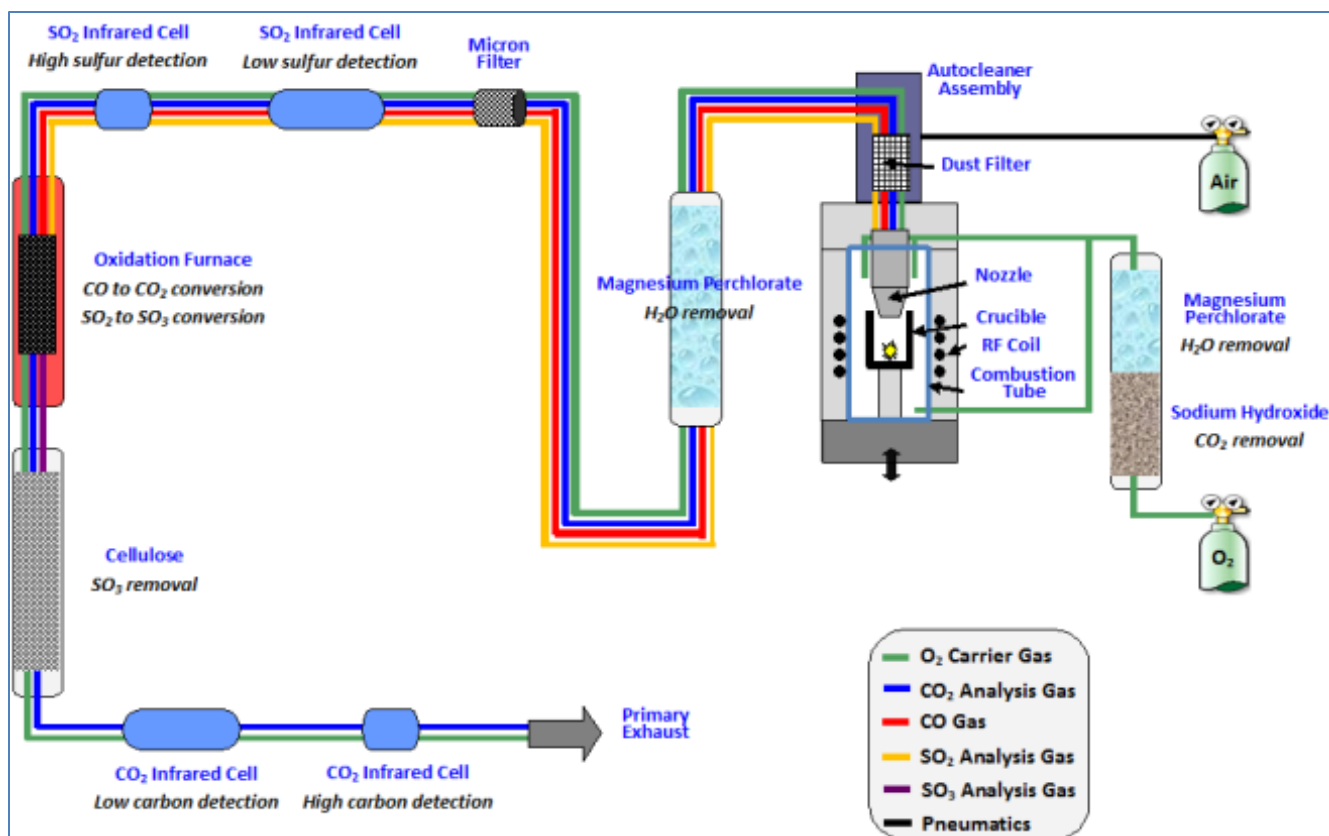 SO₂ Infrared Cell
High sulfur detection
SO₂ Infrared Cell
Low sulfur detection
Micron
Filter
Autocleaner
Assembly
Dust Filter
Air
Oxidation Furnace
CO to CO₂ conversion
SO₂ to SO₃ conversion
Magnesium Perchlorate
H₂O removal
Nozzle
Crucible
RF Coil
Combustion
Tube
Magnesium
Perchlorate
H₂O removal
Sodium Hydroxide
CO₂ removal
O₂
Cellulose
SO₃ removal
Primary
Exhaust
CO₂ Infrared Cell
Low carbon detection
CO₂ Infrared Cell
High carbon detection
O₂ Carrier Gas
CO₂ Analysis Gas
CO Gas
SO₂ Analysis Gas
SO₃ Analysis Gas
Pneumatics